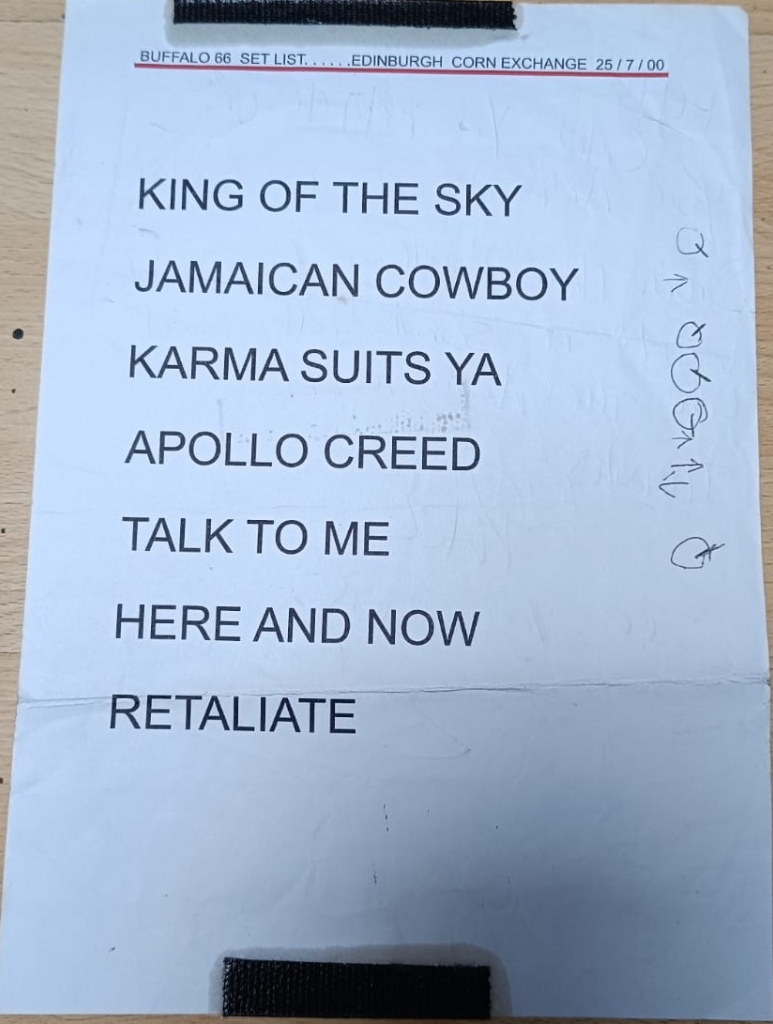 BUFFALO 66 SET LIST......EDINBURGH CORN EXCHANGE 25 / 7 / 00
KING OF THE SKY
JAMAICAN COWBOY
KARMA SUITS YA
APOLLO CREED
TALK TO ME
HERE AND NOW
RETALIATE